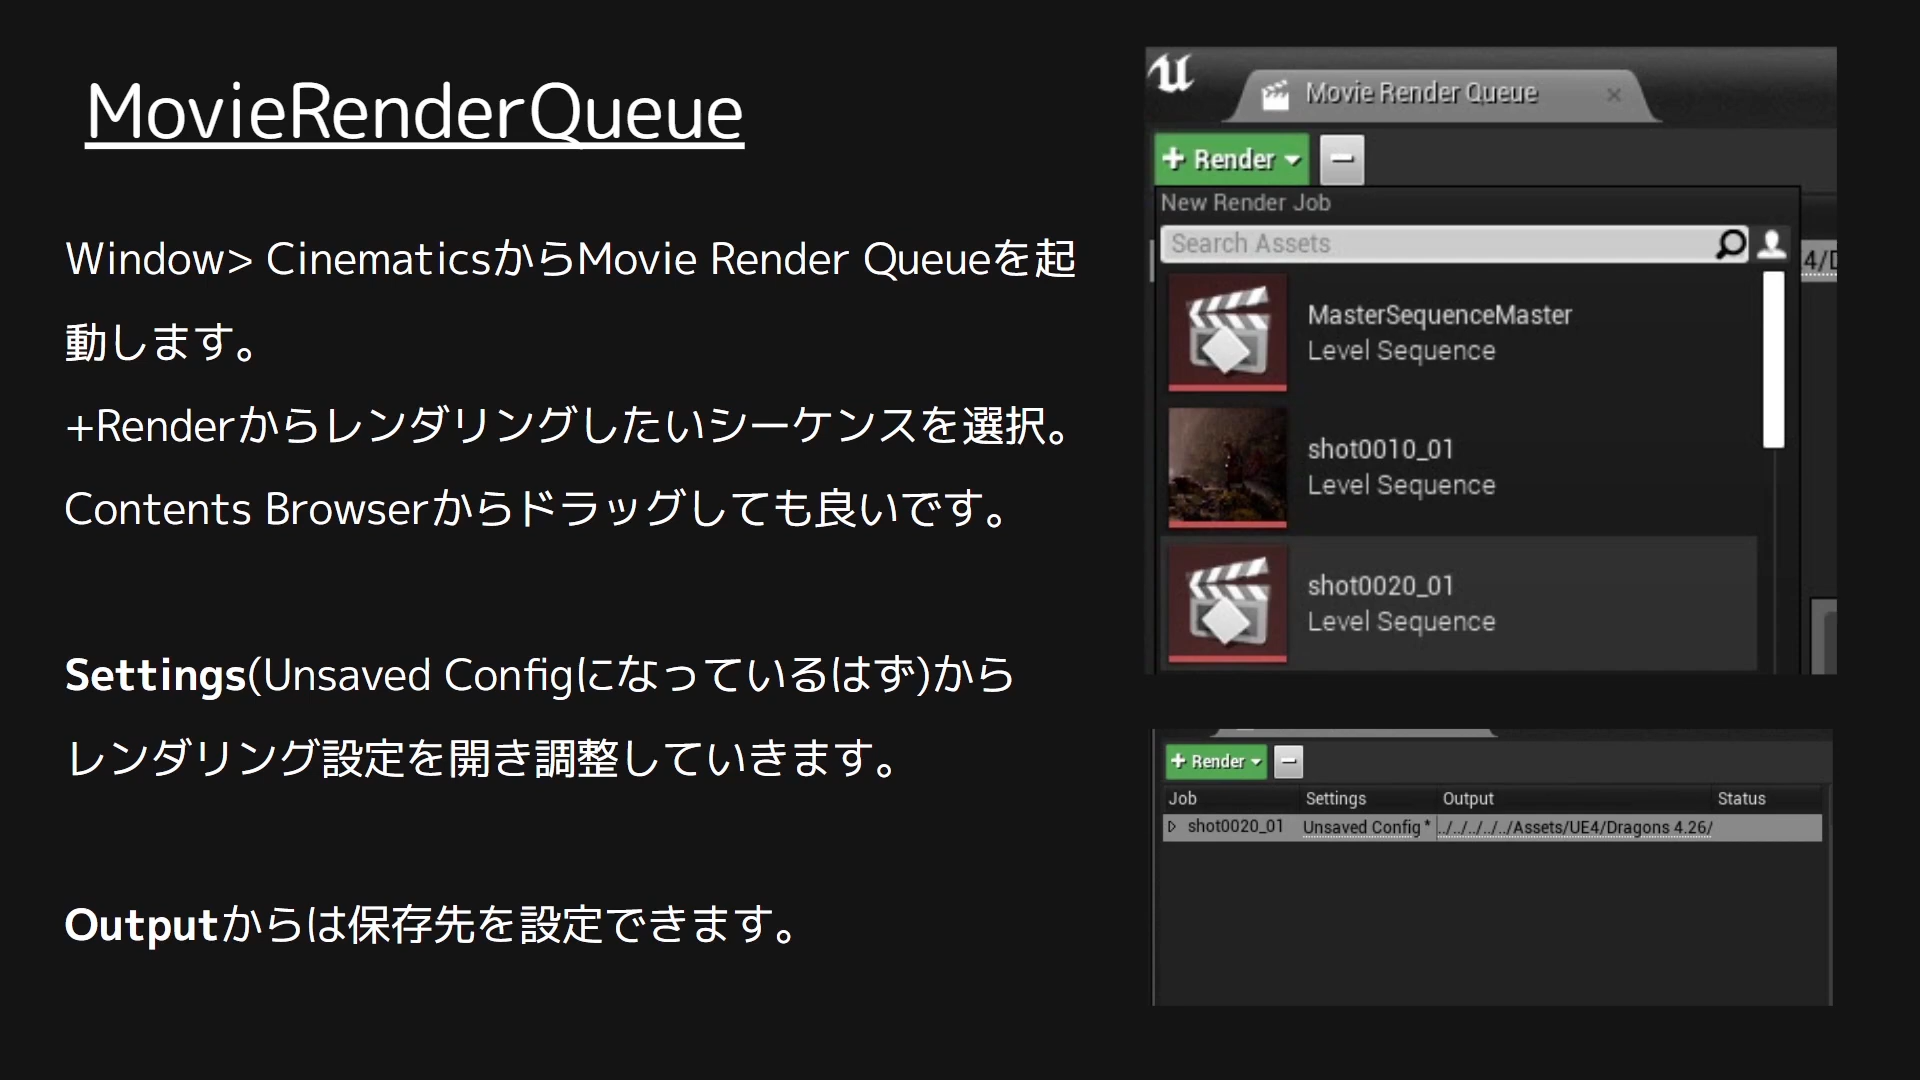 MovieRenderQueue
Window> CinematicsからMovie Render Queueを起
動します。
+Renderからレンダリングしたいシーケンスを選択。
Contents Browserからドラッグしても良いです。
Settings(Unsaved Configになっているはず)から
レンダリング設定を開き調整していきます。
Outputからは保存先を設定できます。
Movie Render Queue
Render
New Render Job
Search Assets
4/D
MasterSequenceMaster
Level Sequence
shot0010_01
Level Sequence
shot0020_01
Level Sequence
Render
Job Settings Output Status
shot0020_01 Unsaved Config * ../../../../../Assets/UE4/Dragons 4.26/